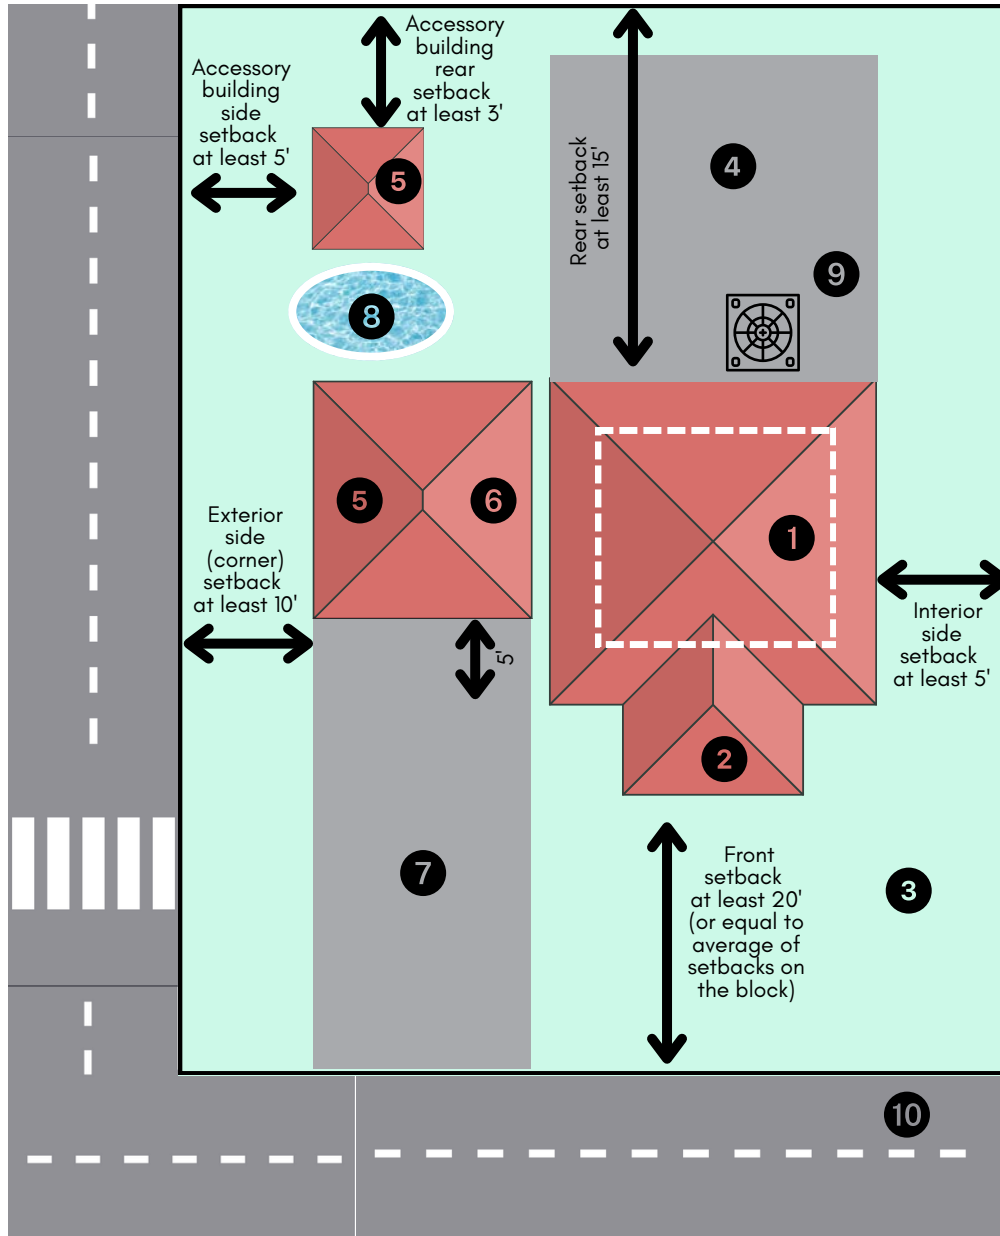 Accessory
building
rear
setback
at least 3'
Accessory
building
side
setback
at least 5'
Rear setback
at least 15'
4
5
9
8
5
6
1
Exterior
side
(corner)
setback
at least 10'
Interior
side
setback
at least 5'
5'
2
7
Front
setback
at least 20'
(or equal to
average of
setbacks on
the block)
3
10